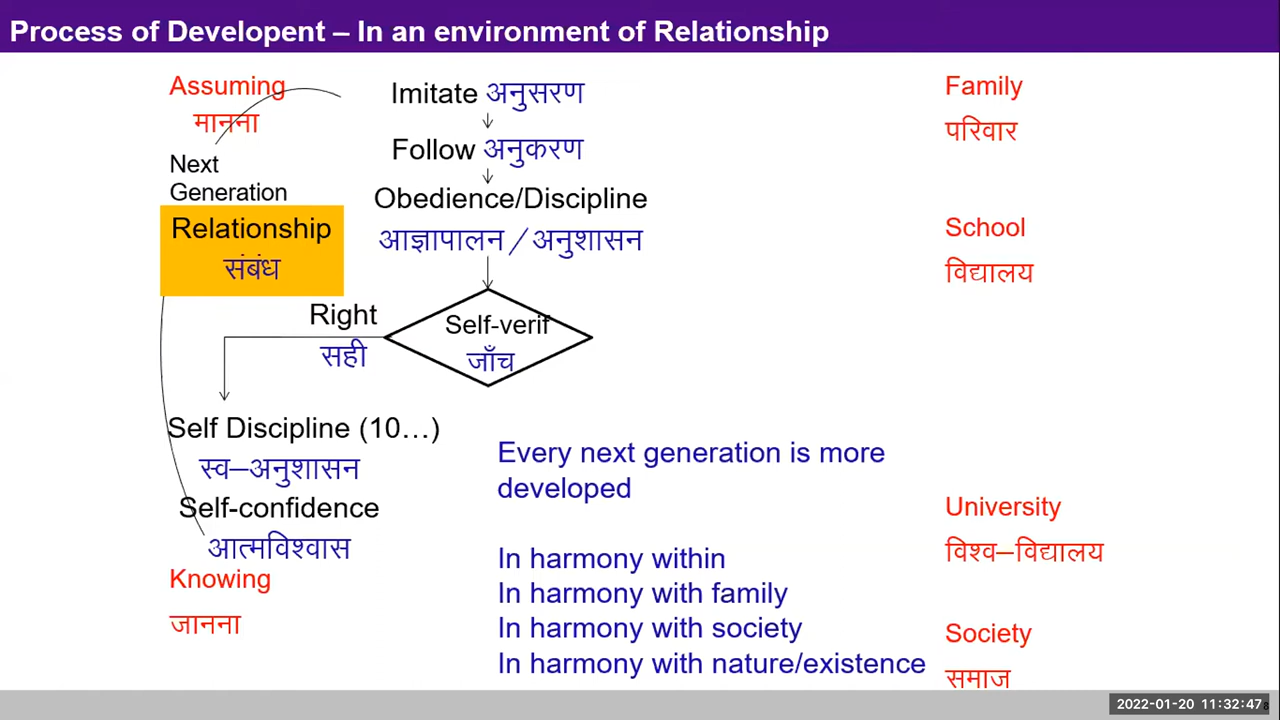 Process of Developent – In an environment of Relationship
Assuming
मानना
Next
Generation
Relationship
संबंध
Imitate अनुसरण
Follow अनुकरण
Obedience/Discipline
आज्ञापालन/अनुशासन
Self-verif
जाँच
Right
सही
Self Discipline (10…)
स्व–अनुशासन
Self-confidence
आत्मविश्वास
Knowing
जानना
Every next generation is more
developed
In harmony within
In harmony with family
In harmony with society
In harmony with nature/existence
Family
परिवार
School
विद्यालय
University
विश्व–विद्यालय
Society
समाज
2022-01-20 11:32:47